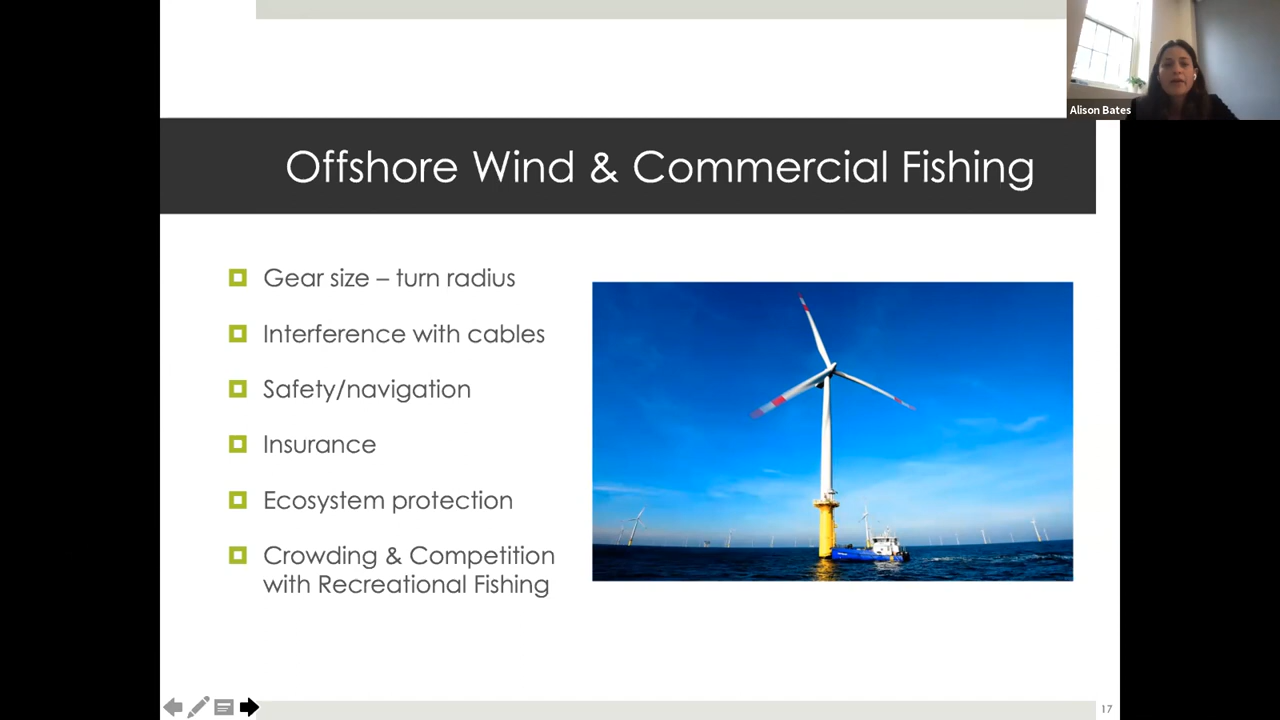 Alison Bates
Offshore Wind & Commercial Fishing
Gear size – turn radius
Interference with cables
Safety/navigation
Insurance
Ecosystem protection
Crowding & Competition
with Recreational Fishing
17